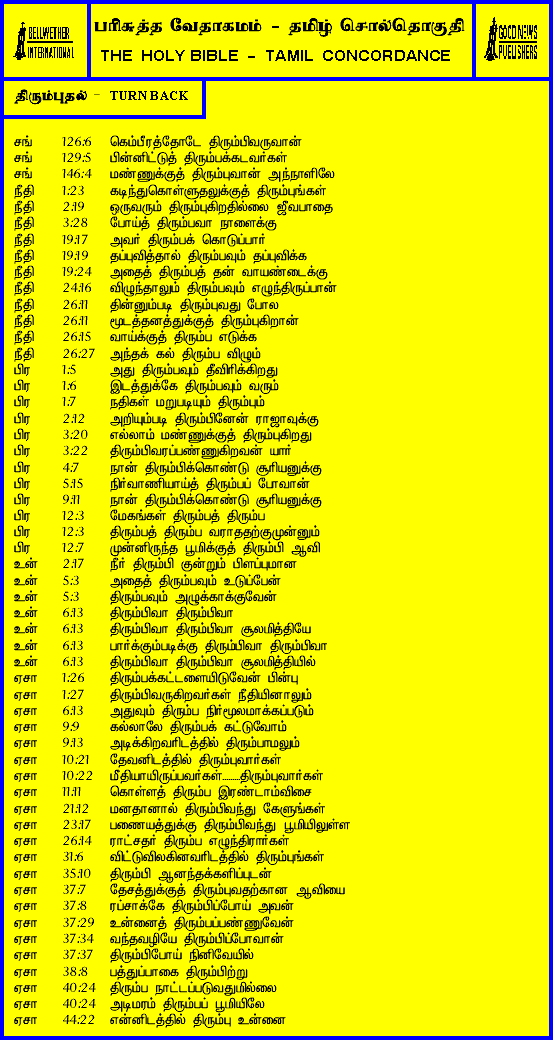 BELLWETHER
INTERNATIONAL
பரிசுத்த வேதாகமம் - தமிழ் சொல்தொகுதி
THE HOLY BIBLE - TAMIL CONCORDANCE
GOOD NEWS
PUBLISHERS
திரும்புதல் - TURN BACK
சங் 126:6 கெம்பீரத்தோடே திரும்பிவருவான்
சங் 129:5 பின்னிட்டுத் திரும்பக்கடவர்கள்
சங் 146:4 மண்ணுக்குத் திரும்புவான் அந்நாளிலே
நீதி 1:23 கடிந்துகொள்ளுதலுக்குத் திரும்புங்கள்
நீதி 2:19 ஒருவரும் திரும்புகிறதில்லை ஜீவபாதை
நீதி 3:28 போய்த் திரும்பவா நாளைக்கு
நீதி 19:17 அவர் திரும்பக் கொடுப்பார்
நீதி 19:19 தப்புவித்தால் திரும்பவும் தப்புவிக்க
நீதி 19:24 அதைத் திரும்பத் தன் வாயண்டைக்கு
நீதி 24:16 விழுந்தாலும் திரும்பவும் எழுந்திருப்பான்
நீதி 26:11 தின்னும்படி திரும்புவது போல
நீதி 26:11 மூடத்தனத்துக்குத் திரும்புகிறான்
நீதி 26:15 வாய்க்குத் திரும்ப எடுக்க
நீதி 26:27 அந்தக் கல் திரும்ப விழும்
பிர 1:5 அது திரும்பவும் தீவிரிக்கிறது
பிர 1:6 இடத்துக்கே திரும்பவும் வரும்
பிர 1:7 நதிகள் மறுபடியும் திரும்பும்
பிர 2:12 அறியும்படி திரும்பினேன் ராஜாவுக்கு
பிர 3:20 எல்லாம் மண்ணுக்குத் திரும்புகிறது
பிர 3:22 திரும்பிவரப்பண்ணுகிறவன் யார்
பிர 4:7 நான் திரும்பிக்கொண்டு சூரியனுக்கு
பிர 5:15 நிர்வாணியாய்த் திரும்பப் போவான்
பிர 9:11 நான் திரும்பிக்கொண்டு சூரியனுக்கு
பிர 12:3 மேகங்கள் திரும்பத் திரும்ப
பிர 12:3 திரும்பத் திரும்ப வராததற்குமுன்னும்
பிர 12:7 முன்னிருந்த பூமிக்குத் திரும்பி ஆவி
உன் 2:17 நீர் திரும்பி குன்றும் பிளப்புமான
உன் 5:3 அதைத் திரும்பவும் உடுப்பேன்
உன் 5:3 திரும்பவும் அழுக்காக்குவேன்
உன் 6:13 திரும்பிவா திரும்பிவா
உன் 6:13 திரும்பிவா திரும்பிவா சூலமித்தியே
உன் 6:13 பார்க்கும்படிக்கு திரும்பிவா திரும்பிவா
உன் 6:13 திரும்பிவா திரும்பிவா சூலமித்தியில்
ஏசா 1:26 திரும்பக்கட்டளையிடுவேன் பின்பு
ஏசா 1:27 திரும்பிவருகிறவர்கள் நீதியினாலும்
ஏசா 6:13 அதுவும் திரும்ப நிர்மூலமாக்கப்படும்
ஏசா 9:9 கல்லாலே திரும்பக் கட்டுவோம்
ஏசா 9:13 அடிக்கிறவரிடத்தில் திரும்பாமலும்
ஏசா 10:21 தேவனிடத்தில் திரும்புவார்கள்
ஏசா 10:22 மீதியாயிருப்பவர்கள்.........திரும்புவார்கள்
ஏசா 11:11 கொள்ளத் திரும்ப இரண்டாம்விசை
ஏசா 21:12 மனதானால் திரும்பிவந்து கேளுங்கள்
ஏசா 23:17 பணையத்துக்கு திரும்பிவந்து பூமியிலுள்ள
ஏசா 26:14 ராட்சதர் திரும்ப எழுந்திரார்கள்
ஏசா 31:6 விட்டுவிலகினவரிடத்தில் திரும்புங்கள்
ஏசா 35:10 திரும்பி ஆனந்தக்களிப்புடன்
ஏசா 37:7 தேசத்துக்குத் திரும்புவதற்கான ஆவியை
ஏசா 37:8 ரப்சாக்கே திரும்பிப்போய் அவன்
ஏசா 37:29 உன்னைத் திரும்பப்பண்ணுவேன்
ஏசா 37:34 வந்தவழியே திரும்பிப்போவான்
ஏசா 37:37 திரும்பிபோய் நினிவேயில்
ஏசா 38:8 பத்துப்பாகை திரும்பிற்று
ஏசா 40:24 திரும்ப நாட்டப்படுவதுமில்லை
ஏசா 40:24 அடிமரம் திரும்பப் பூமியிலே
ஏசா 44:22 என்னிடத்தில் திரும்பு உன்னை